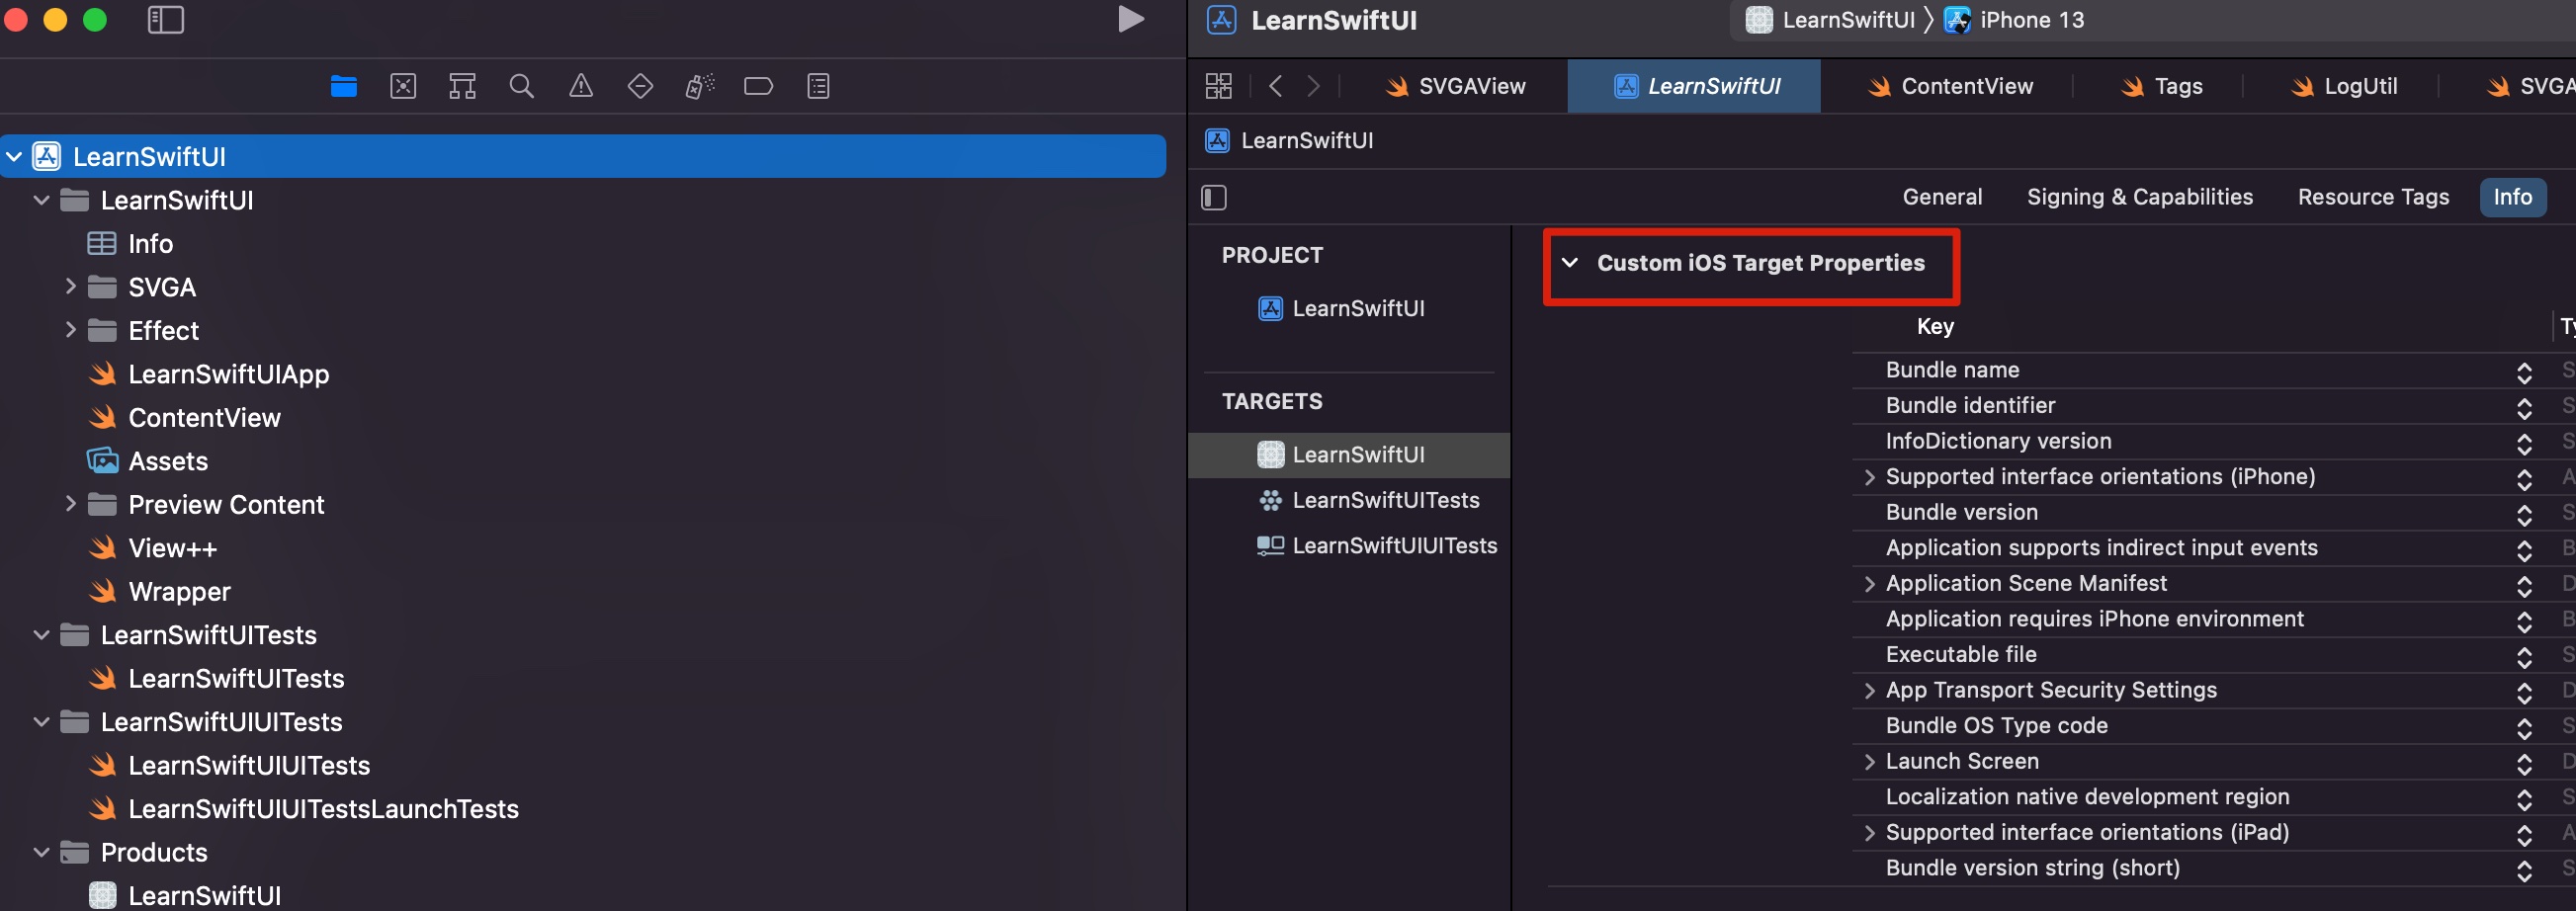 LearnSwiftUI
LearnSwiftUI
Info
SVGA
Effect
LearnSwiftUIApp
ContentView
Assets
Preview Content
View++
Wrapper
LearnSwiftUITests
LearnSwiftUITests
LearnSwiftUIUITests
LearnSwiftUIUITests
LearnSwiftUIUITestsLaunchTests
Products
LearnSwiftUI
LearnSwiftUI
LearnSwiftUI 〉 iPhone 13
SVGAView LearnSwiftUI ContentView Tags LogUtil SVGA
LearnSwiftUI
General Signing & Capabilities Resource Tags Info
PROJECT
LearnSwiftUI
TARGETS
LearnSwiftUI
LearnSwiftUITests
LearnSwiftUIUITests
Custom iOS Target Properties
Key
Bundle name
Bundle identifier
InfoDictionary version
Supported interface orientations (iPhone)
Bundle version
Application supports indirect input events
Application Scene Manifest
Application requires iPhone environment
Executable file
App Transport Security Settings
Bundle OS Type code
Launch Screen
Localization native development region
Supported interface orientations (iPad)
Bundle version string (short)